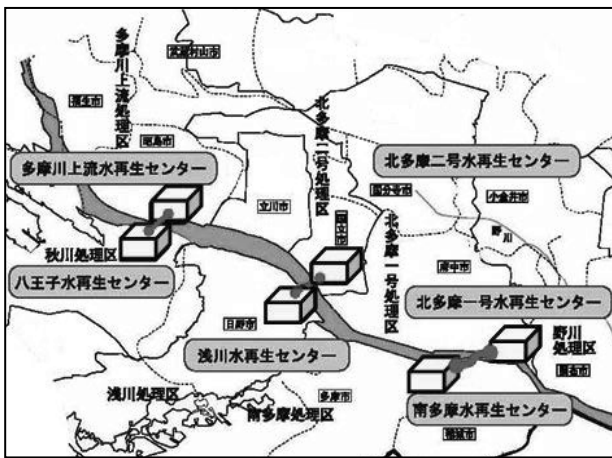 多摩川上流処理区
武蔵村山市
福生市
昭島市
北多摩二号処理区
多摩川上流水再生センター
北多摩二号水再生センター
立川市
国立市
国分寺市
小金井市
野川
北多摩一号処理区
府中市
秋川処理区
八王子水再生センター
北多摩一号水再生センター
日野市
浅川水再生センター
野川処理区
調布市
浅川処理区
南多摩処理区
多摩市
南多摩水再生センター
稲城市